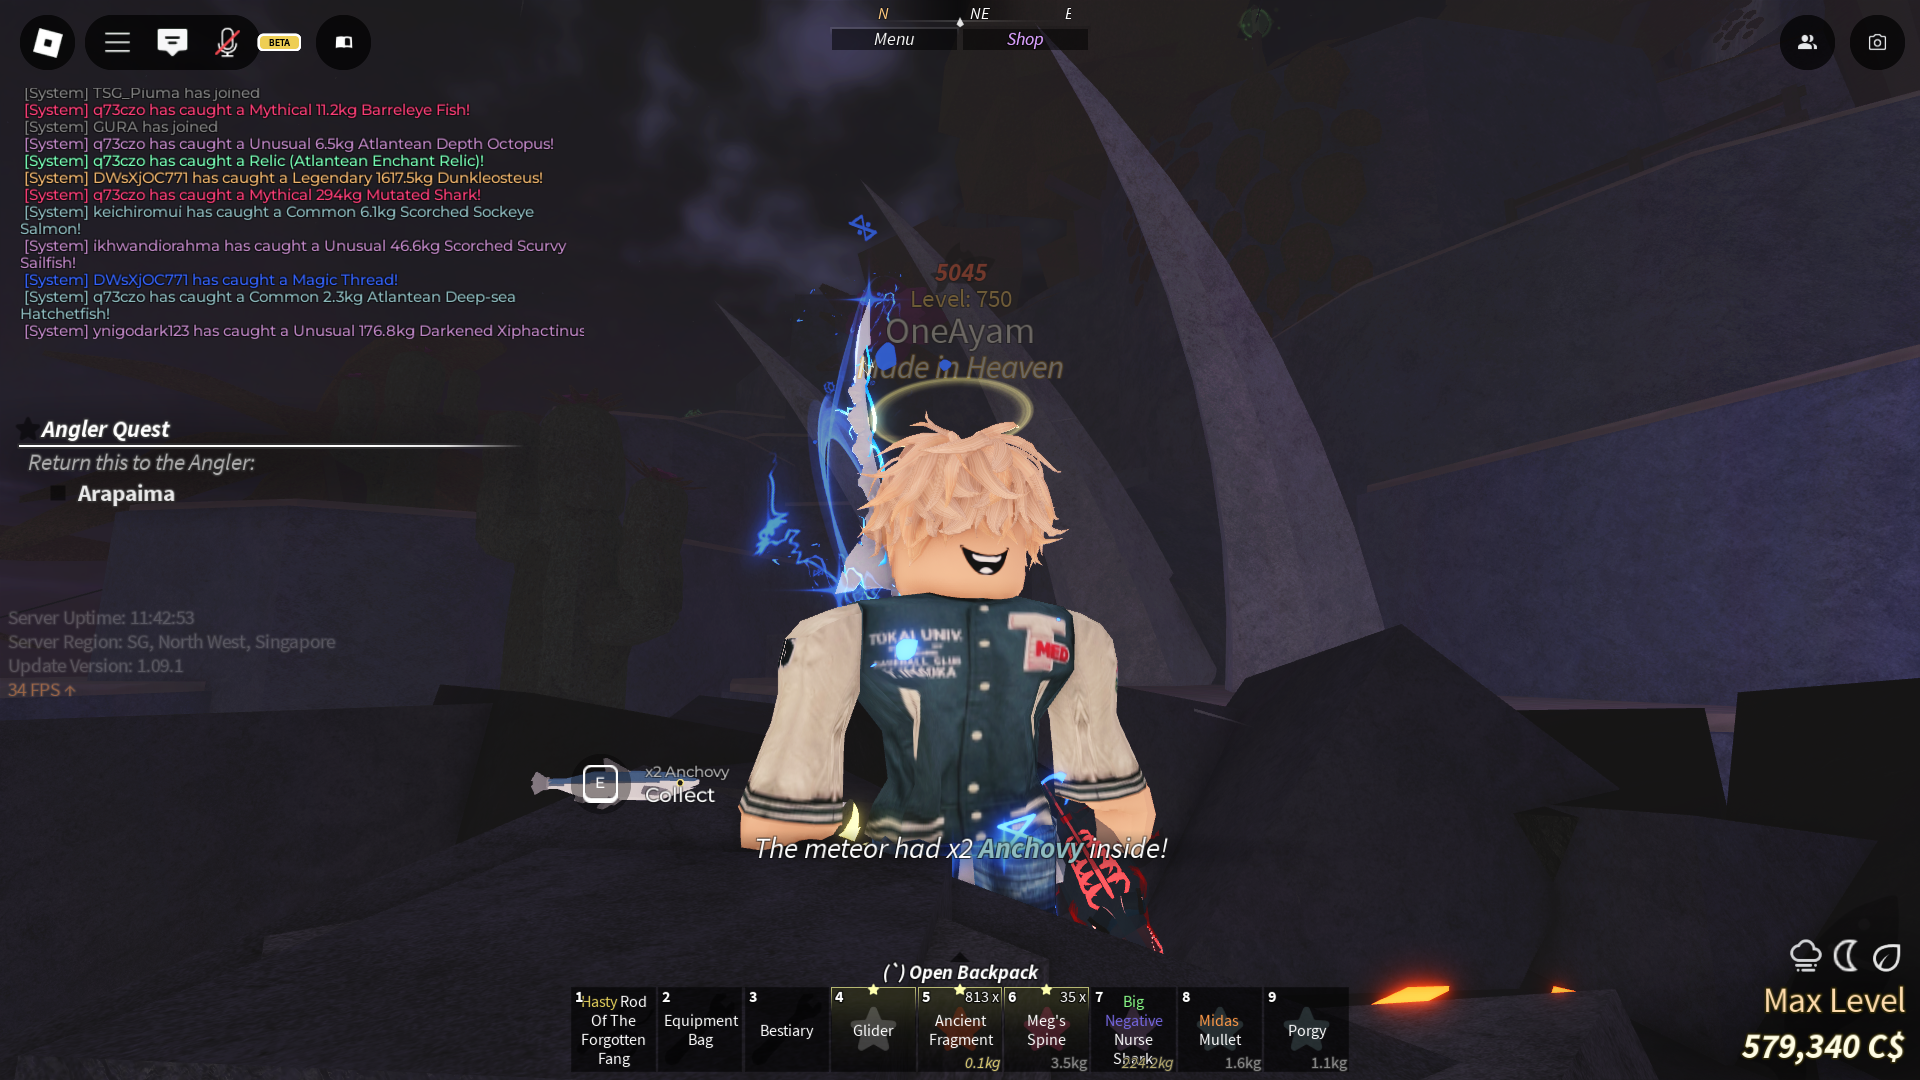 N NE E
Menu Shop
BETA
[System] TSG_Piuma has joined
[System] q73czo has caught a Mythical 11.2kg Barreleye Fish!
[System] GURA has joined
[System] q73czo has caught a Unusual 6.5kg Atlantean Depth Octopus!
[System] q73czo has caught a Relic (Atlantean Enchant Relic)!
[System] DWsXjOC771 has caught a Legendary 1617.5kg Dunkleosteus!
[System] q73czo has caught a Mythical 294kg Mutated Shark!
[System] keichiromui has caught a Common 6.1kg Scorched Sockeye
Salmon!
[System] ikhwandiorahma has caught a Unusual 46.6kg Scorched Scurvy
Sailfish!
[System] DWsXjOC771 has caught a Magic Thread!
[System] q73czo has caught a Common 2.3kg Atlantean Deep-sea
Hatchetfish!
[System] ynigodark123 has caught a Unusual 176.8kg Darkened Xiphactinus
5045
Level: 750
OneAyam
Made in Heaven
Angler Quest
Return this to the Angler:
Arapaima
Server Uptime: 11:42:53
Server Region: SG, North West, Singapore
Update Version: 1.09.1
34 FPS ↑
TOKAI UNIV.
MED
E
x2 Anchovy
Collect
The meteor had x2 Anchovy inside!
(`) Open Backpack
1 Hasty Rod
Of The
Forgotten
Fang
2
Equipment
Bag
3
Bestiary
4
Glider
5 813 x
Ancient
Fragment
0.1kg
6 35 x
Meg's
Spine
3.5kg
7 Big
Negative
Nurse
Shark
224.2kg
8
Midas
Mullet
1.6kg
9
Porgy
1.1kg
Max Level
579,340 C$